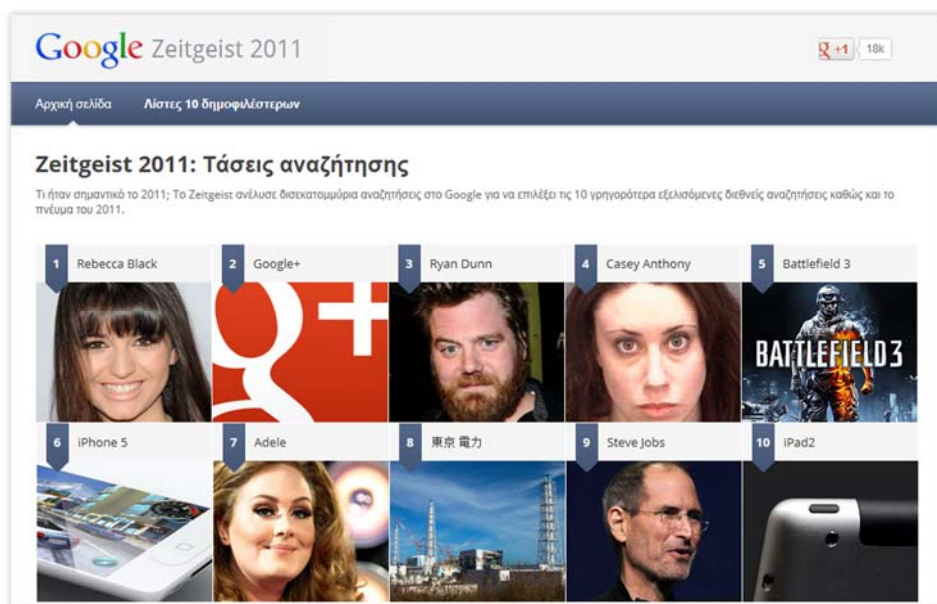 Google Zeitgeist 2011
+1 18k
Αρχική σελίδα Λίστες 10 δημοφιλέστερων
Zeitgeist 2011: Τάσεις αναζήτησης
Τι ήταν σημαντικό το 2011; Το Zeitgeist ανέλυσε δισεκατομμύρια αναζητήσεις στο Google για να επιλέξει τις 10 γρηγορότερα εξελισόμενες διεθνείς αναζητήσεις καθώς και το
πνέυμα του 2011.
1 Rebecca Black
2 Google+
3 Ryan Dunn
4 Casey Anthony
5 Battlefield 3
g+
BATTLEFIELD 3
6 iPhone 5
7 Adele
8 東京 電力
9 Steve Jobs
10 iPad2